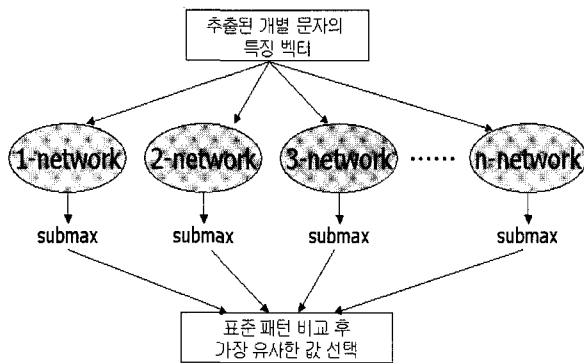 추출된 개별 문자의
특징 벡터
1-network 2-network 3-network ...... n-network
submax submax submax submax
표준 패턴 비교 후
가장 유사한 값 선택